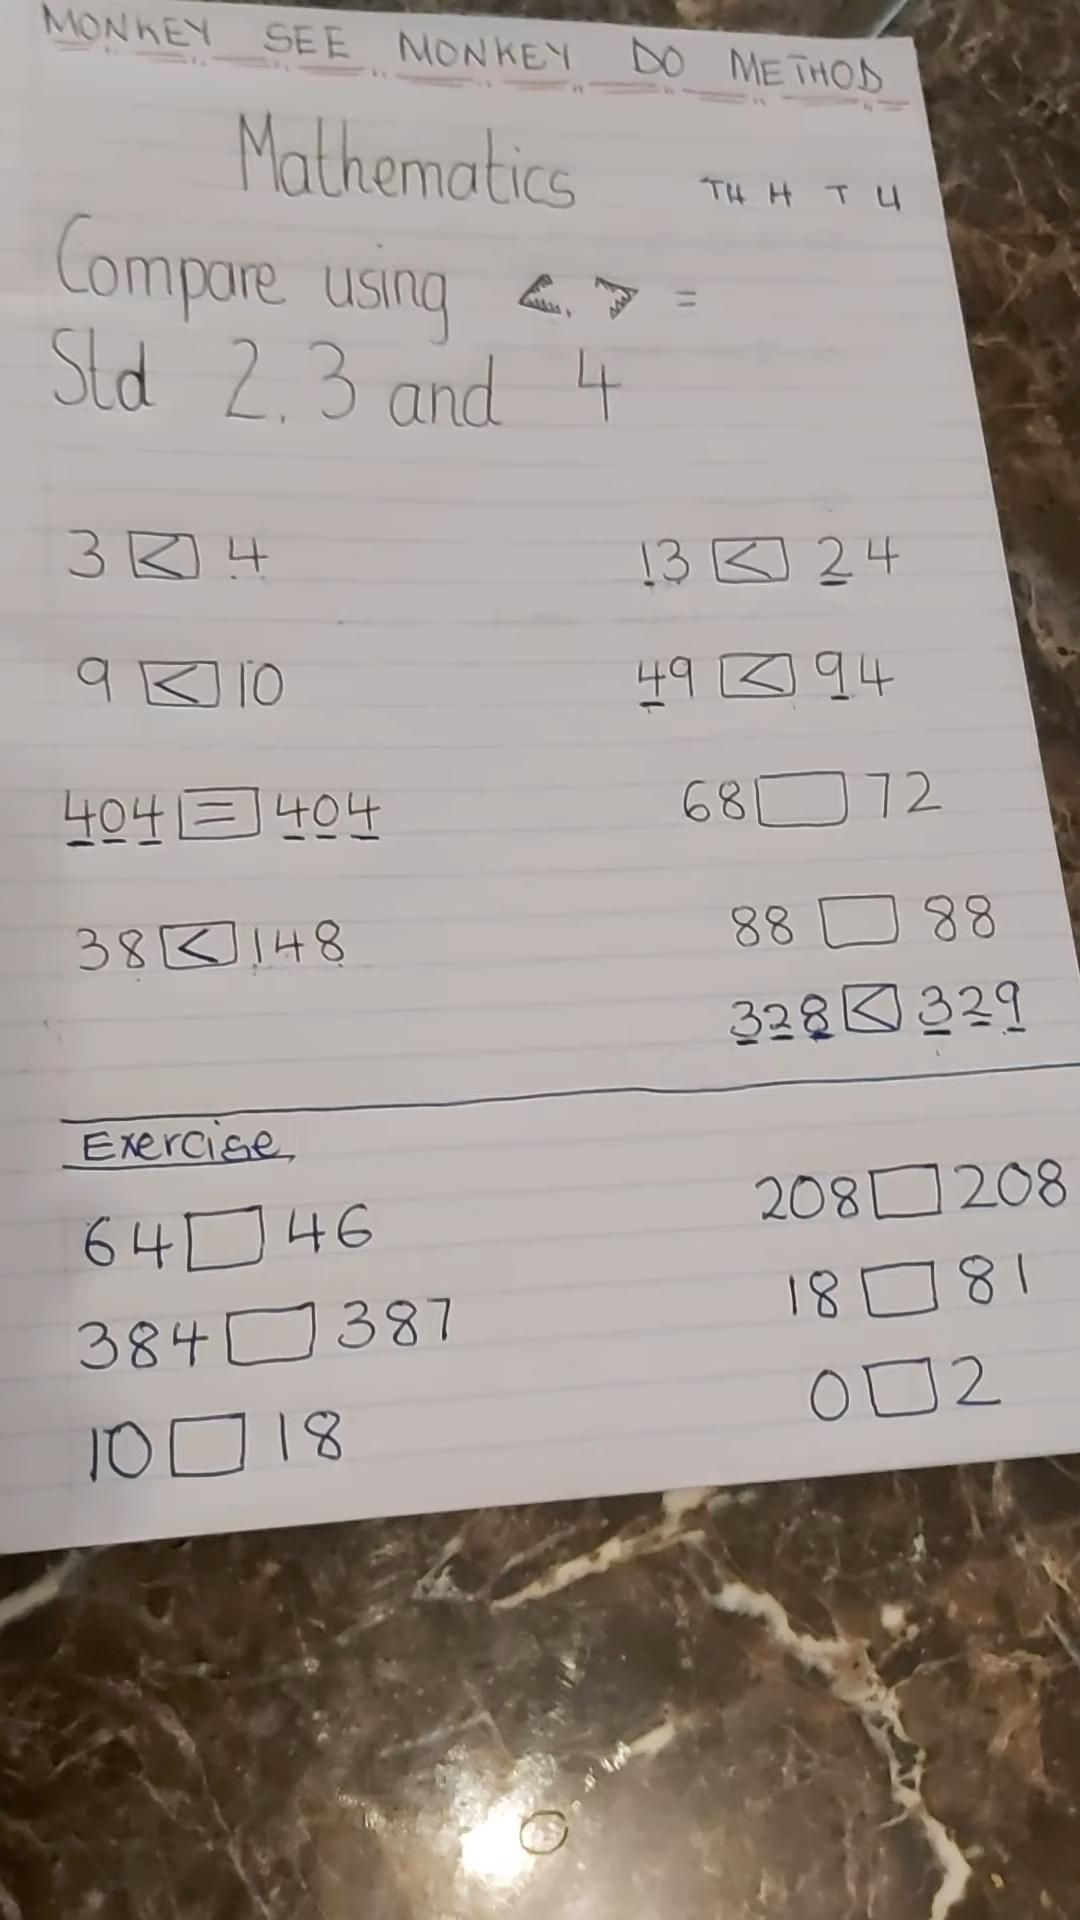 MONKEY SEE MONKEY DO METHOD
Mathematics TH H T U
Compare using <, > =
Std 2, 3 and 4
3 < 4 13 < 24
9 < 10 49 < 94
404 = 404 68 □ 72
38 < 148 88 □ 88
328 < 329
Exercise
64 □ 46 208 □ 208
384 □ 387 18 □ 81
10 □ 18 0 □ 2